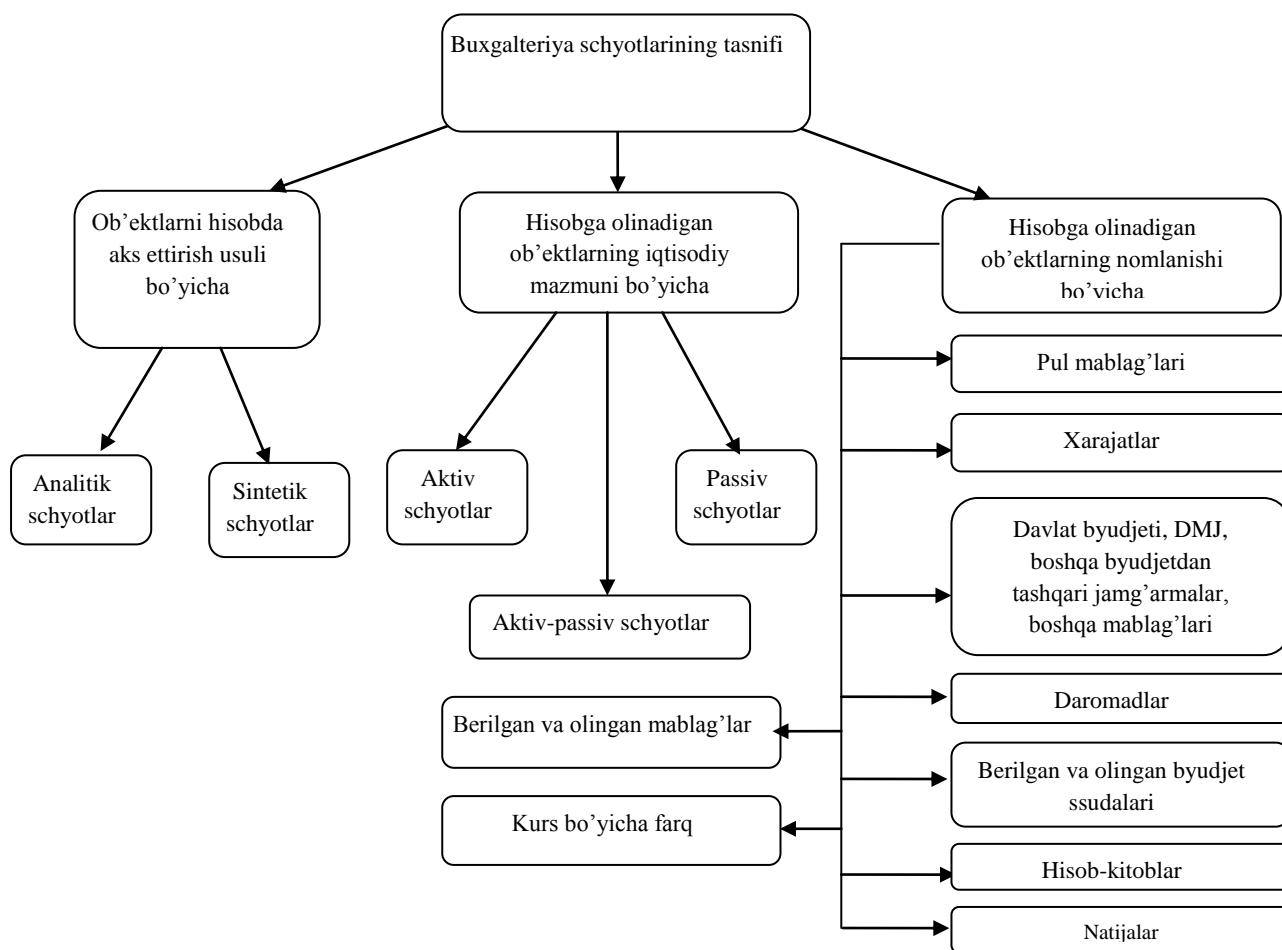 Buxgalteriya schyotlarining tasnifi
Ob’ektlarni hisobda
aks ettirish usuli
bo’yicha
Hisobga olinadigan
ob’ektlarning iqtisodiy
mazmuni bo’yicha
Hisobga olinadigan
ob’ektlarning nomlanishi
bo’yicha
Analitik
schyotlar
Sintetik
schyotlar
Aktiv
schyotlar
Passiv
schyotlar
Aktiv-passiv schyotlar
Pul mablag’lari
Xarajatlar
Davlat byudjeti, DMJ,
boshqa byudjetdan
tashqari jamg’armalar,
boshqa mablag’lari
Daromadlar
Berilgan va olingan mablag’lar
Berilgan va olingan byudjet
ssudalari
Kurs bo’yicha farq
Hisob-kitoblar
Natijalar